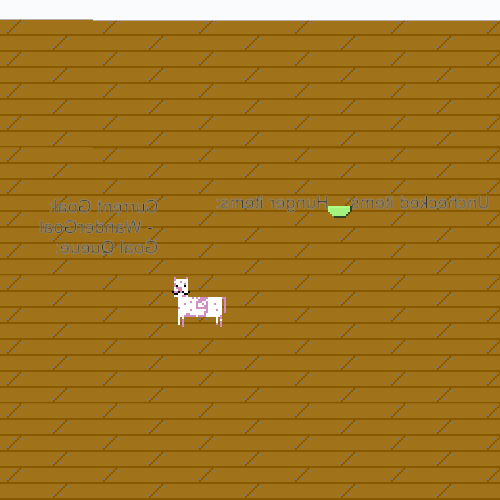 Current Goal
- WanderGoal
Goal Queue
Hunger items
Unchecked items